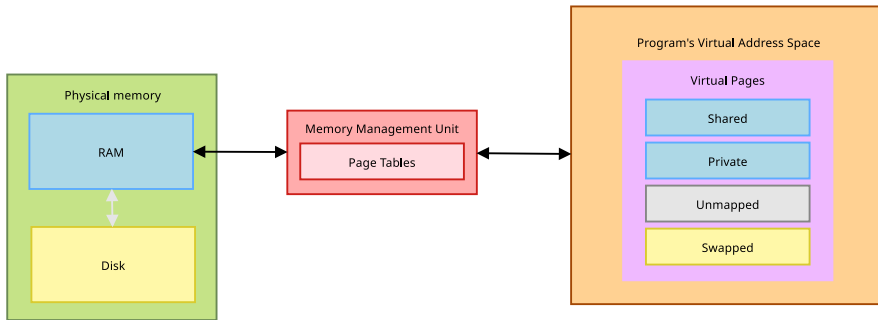 Physical memory
RAM
Disk
Memory Management Unit
Page Tables
Program's Virtual Address Space
Virtual Pages
Shared
Private
Unmapped
Swapped